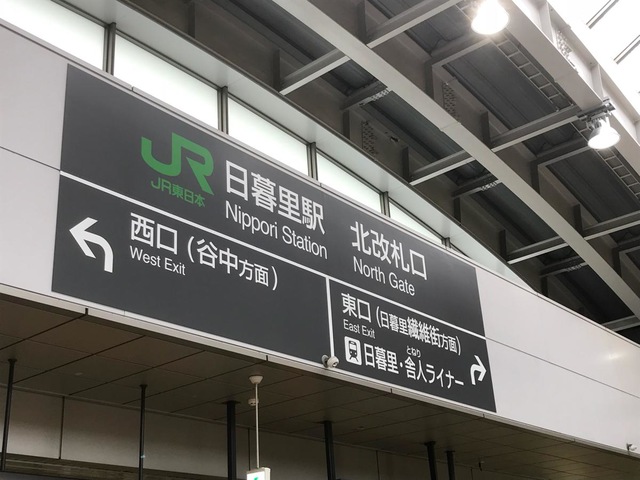 JR
JR東日本
日暮里駅 北改札口
Nippori Station North Gate
西口 (谷中方面)
West Exit
東口 (日暮里繊維街方面)
East Exit
とねり
日暮里・舎人ライナー